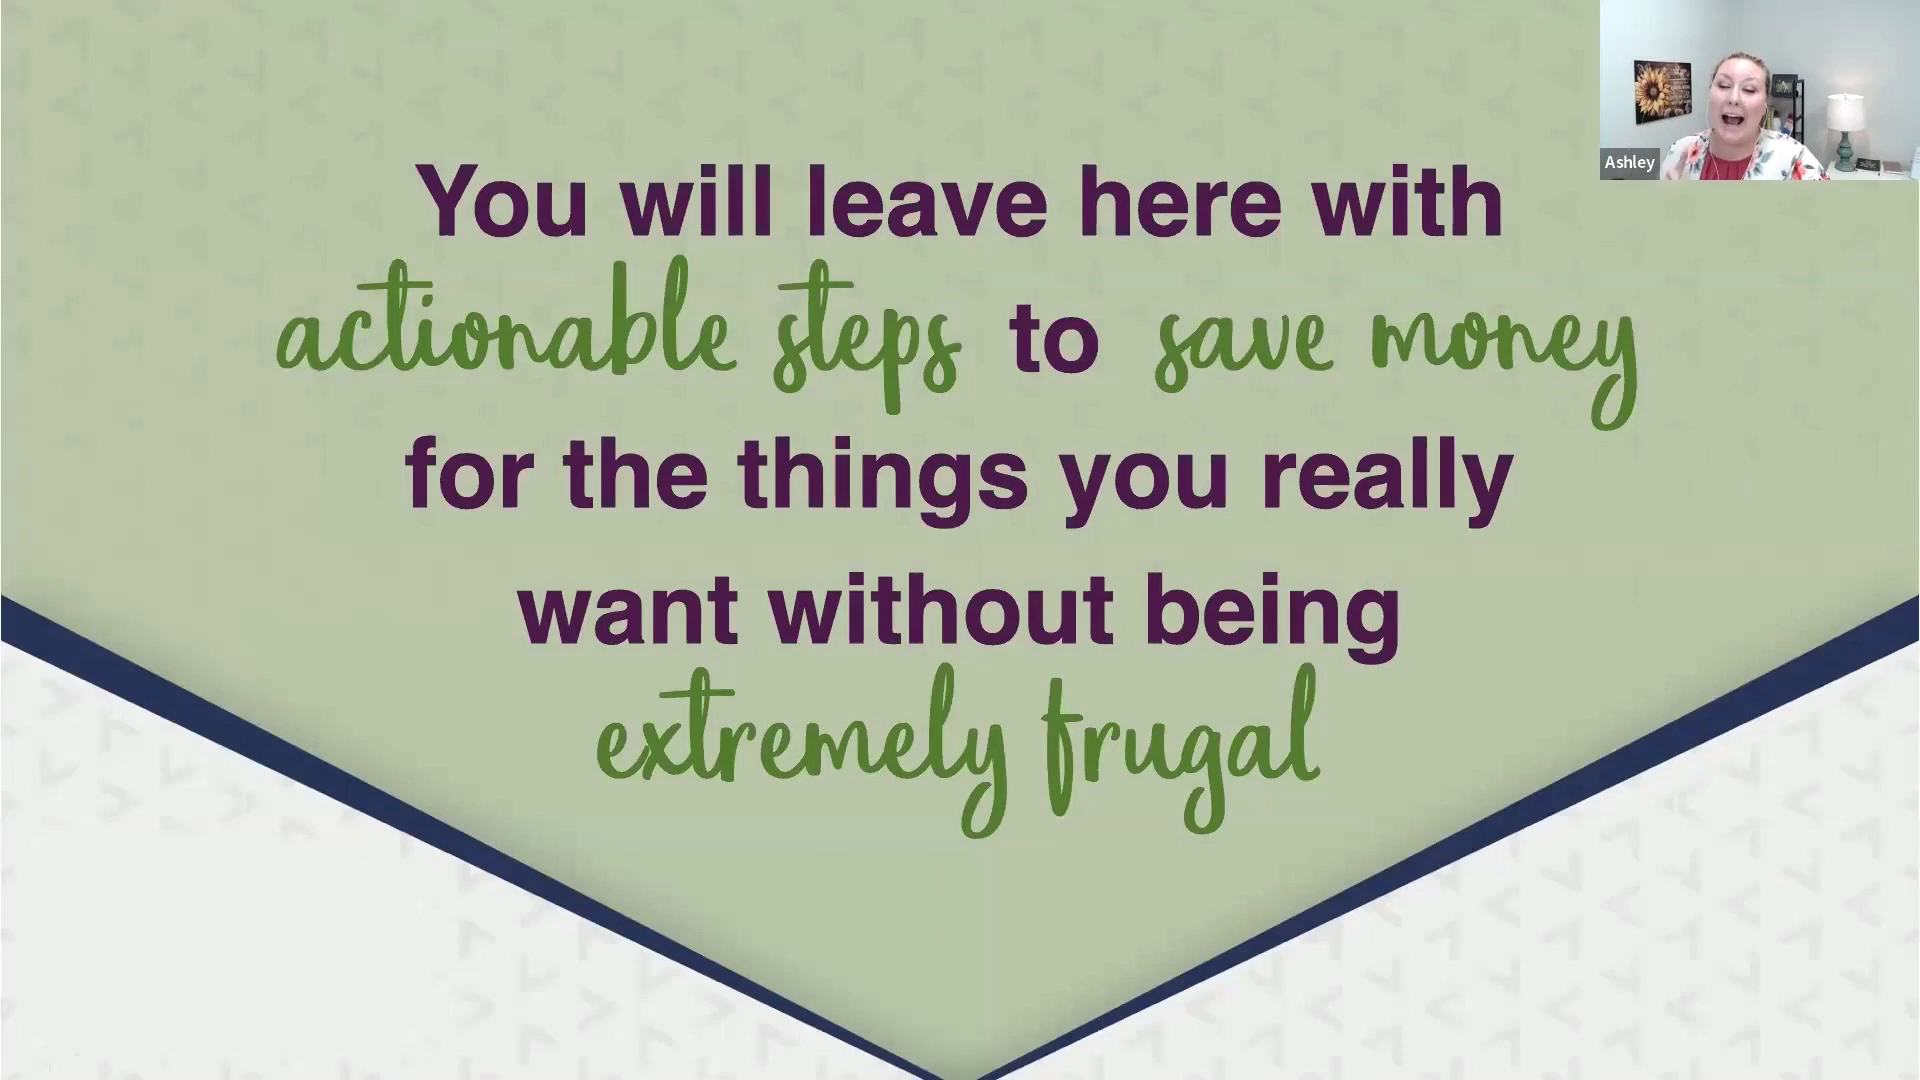 You will leave here with
actionable steps to save money
for the things you really
want without being
extremely frugal
Ashley